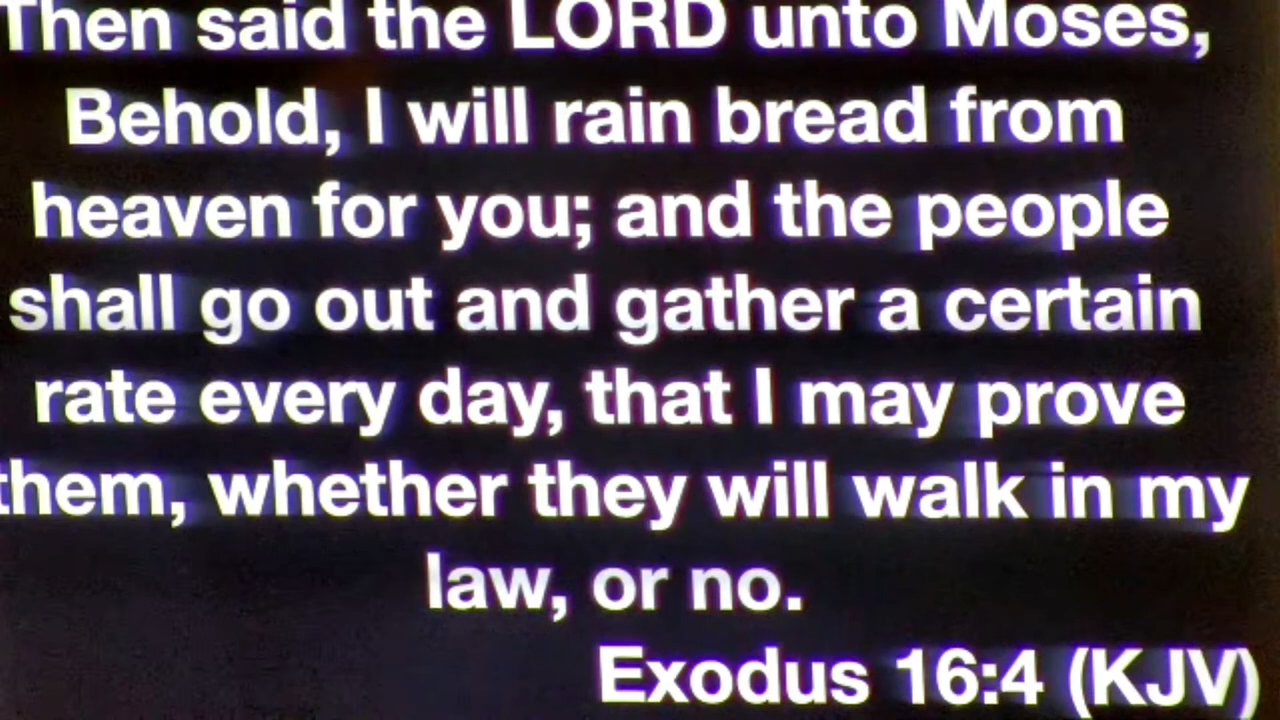 Then said the LORD unto Moses,
Behold, I will rain bread from
heaven for you; and the people
shall go out and gather a certain
rate every day, that I may prove
them, whether they will walk in my
law, or no.
Exodus 16:4 (KJV)